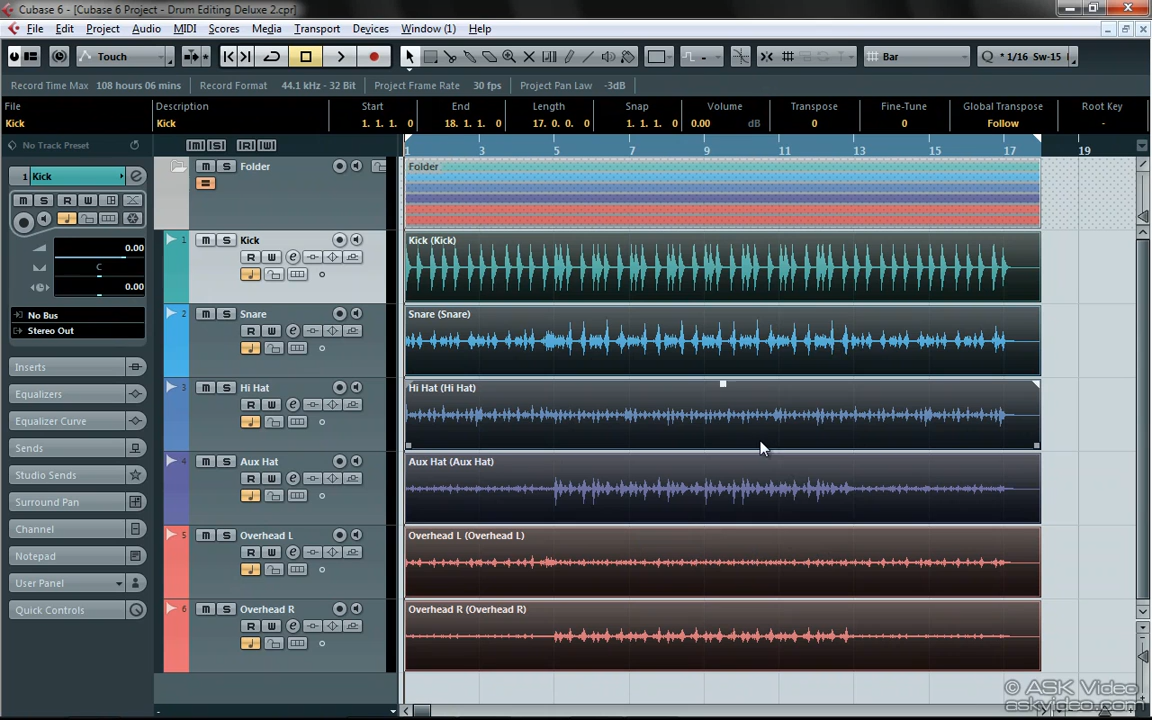 Cubase 6 - [Cubase 6 Project - Drum Editing Deluxe 2.cpr]
File Edit Project Audio MIDI Scores Media Transport Devices Window (1) Help
Touch Bar Q * 1/16 Sw-15
Record Time Max 108 hours 06 mins Record Format 44.1 kHz - 32 Bit Project Frame Rate 30 fps Project Pan Law -3dB
File Description Start End Length Snap Volume Transpose Fine-Tune Global Transpose Root Key
Kick Kick 1. 1. 1. 0 18. 1. 1. 0 17. 0. 0. 0 1. 1. 1. 0 0.00 dB 0 0 Follow -
No Track Preset
1 3 5 7 9 11 13 15 17 19
1 Kick
M S R W
0.00
C
0.00
No Bus
Stereo Out
Inserts
Equalizers
Equalizer Curve
Sends
Studio Sends
Surround Pan
Channel
Notepad
User Panel
Quick Controls
M S Folder
Folder
1 M S Kick
R W e
Kick (Kick)
2 M S Snare
R W e
Snare (Snare)
3 M S Hi Hat
R W e
Hi Hat (Hi Hat)
4 M S Aux Hat
R W e
Aux Hat (Aux Hat)
5 M S Overhead L
R W e
Overhead L (Overhead L)
6 M S Overhead R
R W e
Overhead R (Overhead R)
© ASK Video
askvideo.com